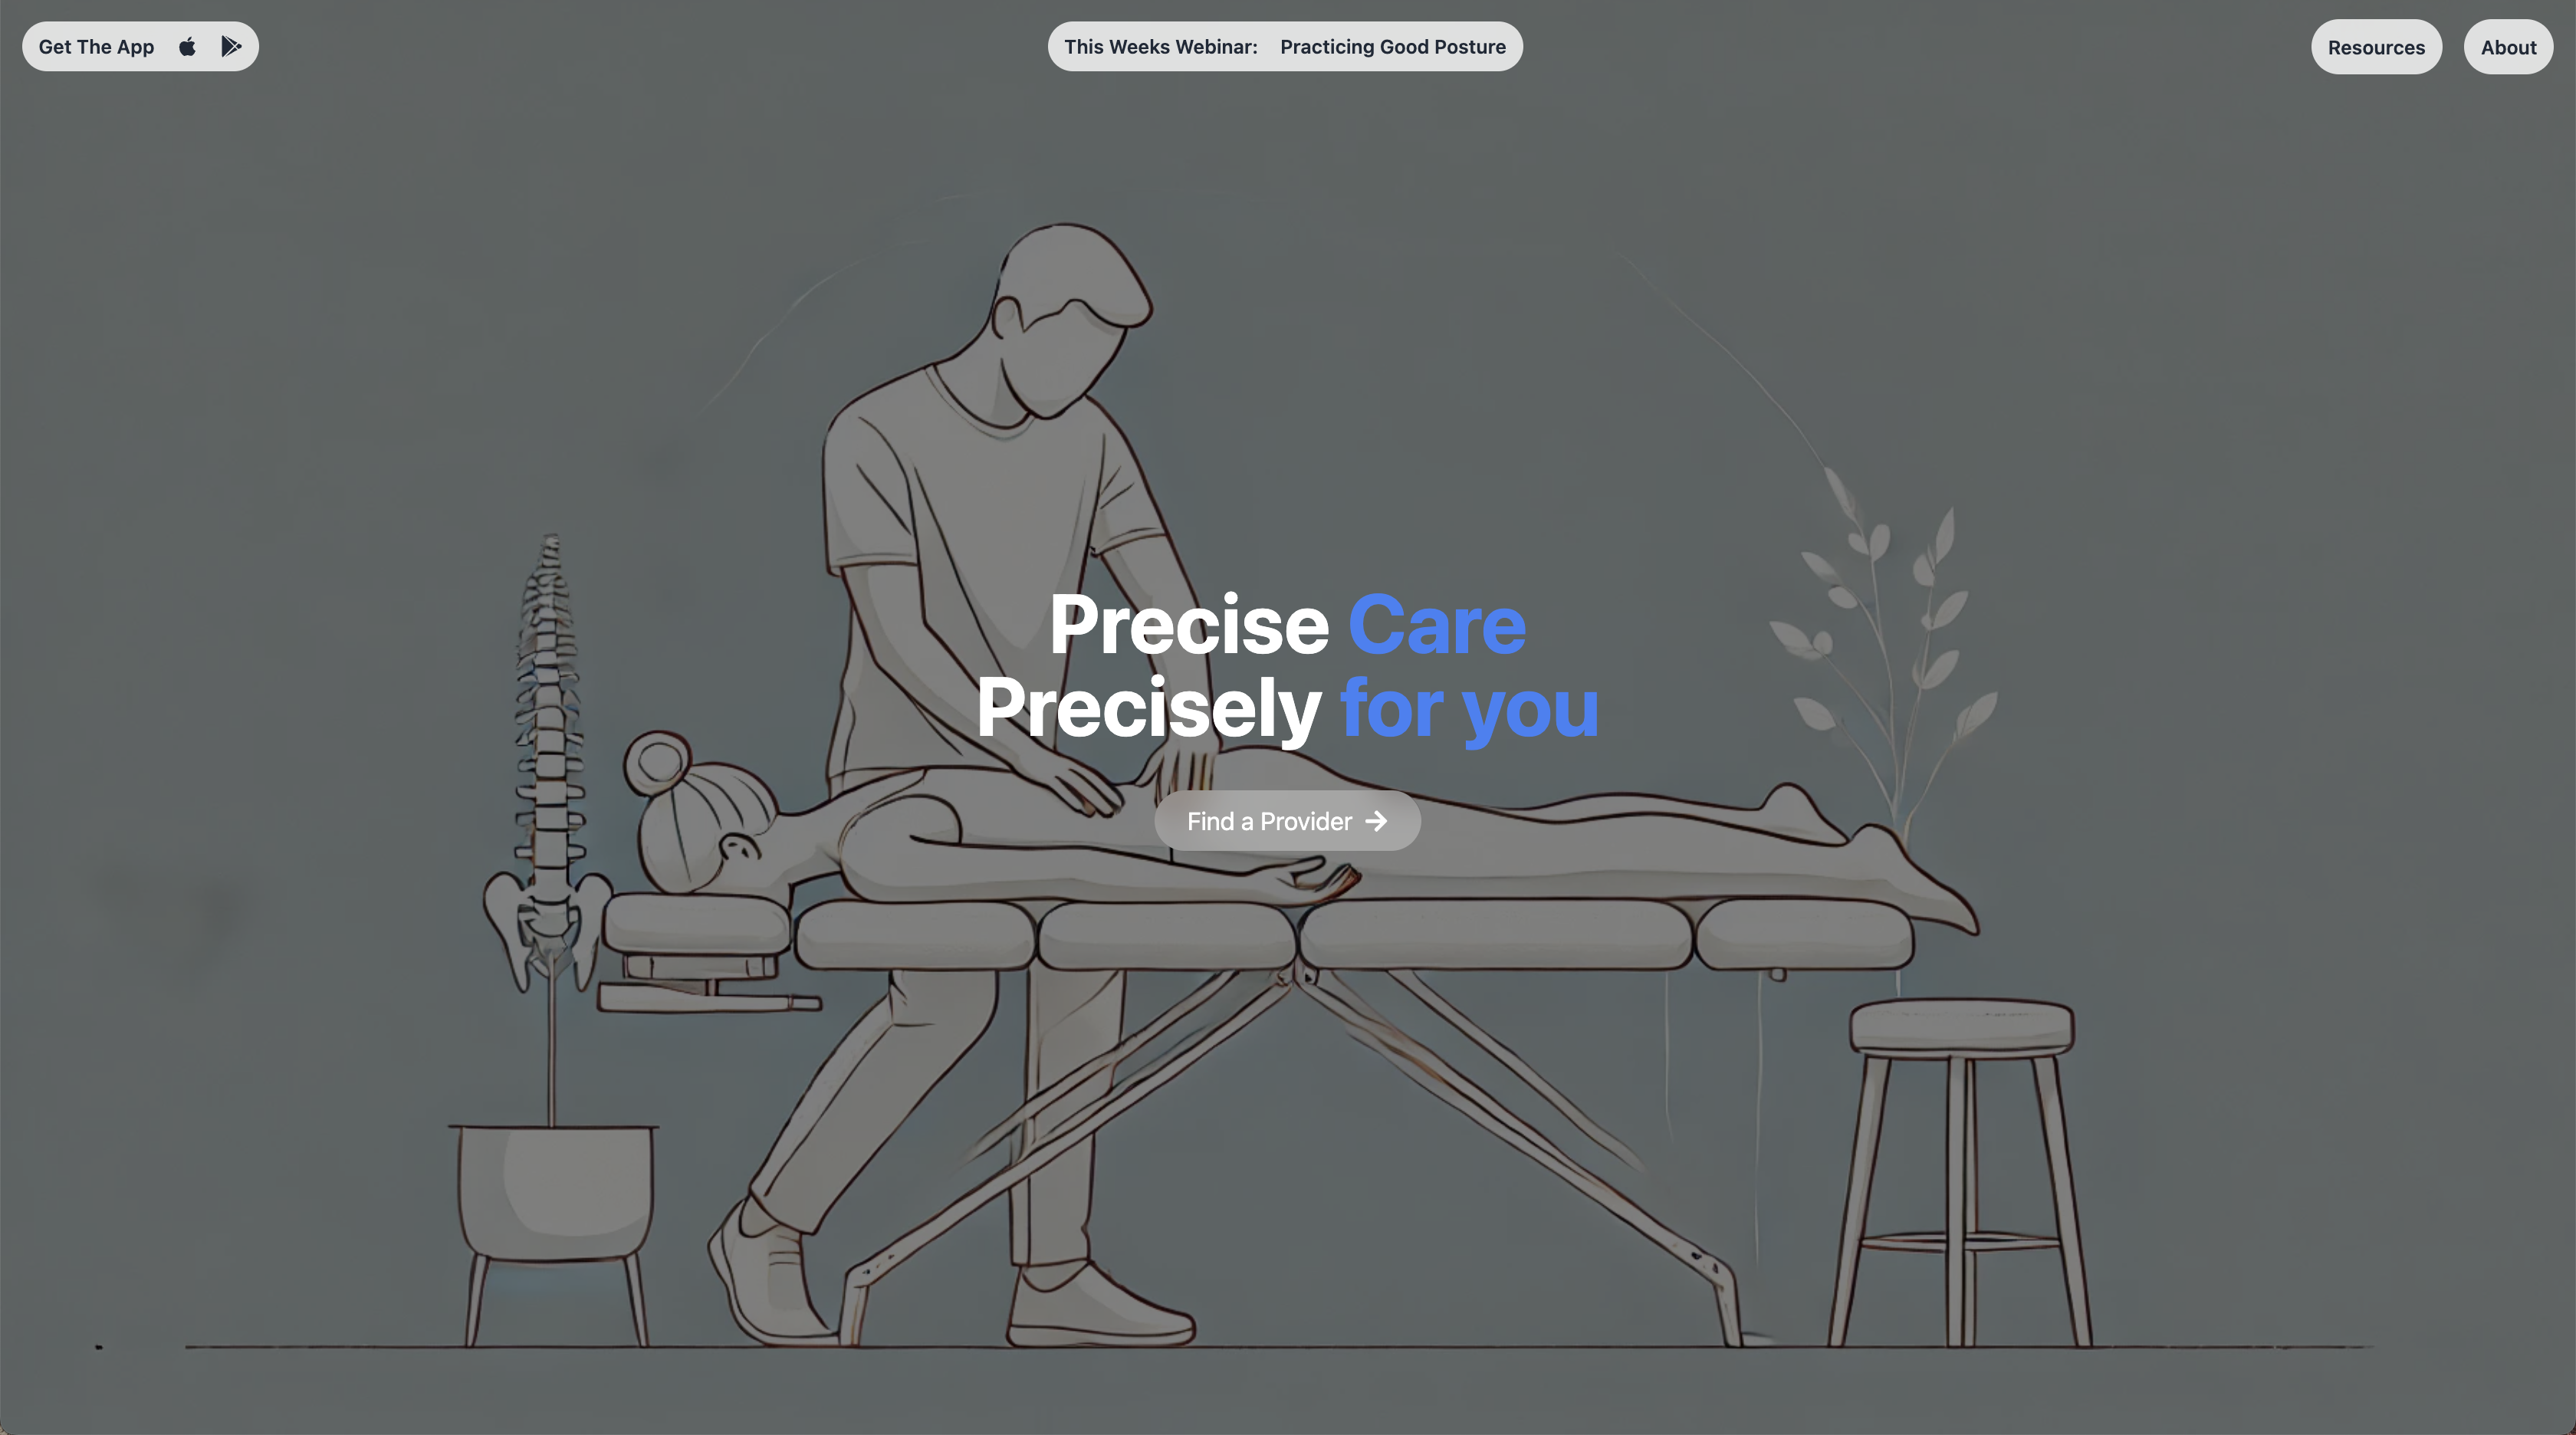 Get The App
This Weeks Webinar: Practicing Good Posture
Resources
About
Precise Care
Precisely for you
Find a Provider →